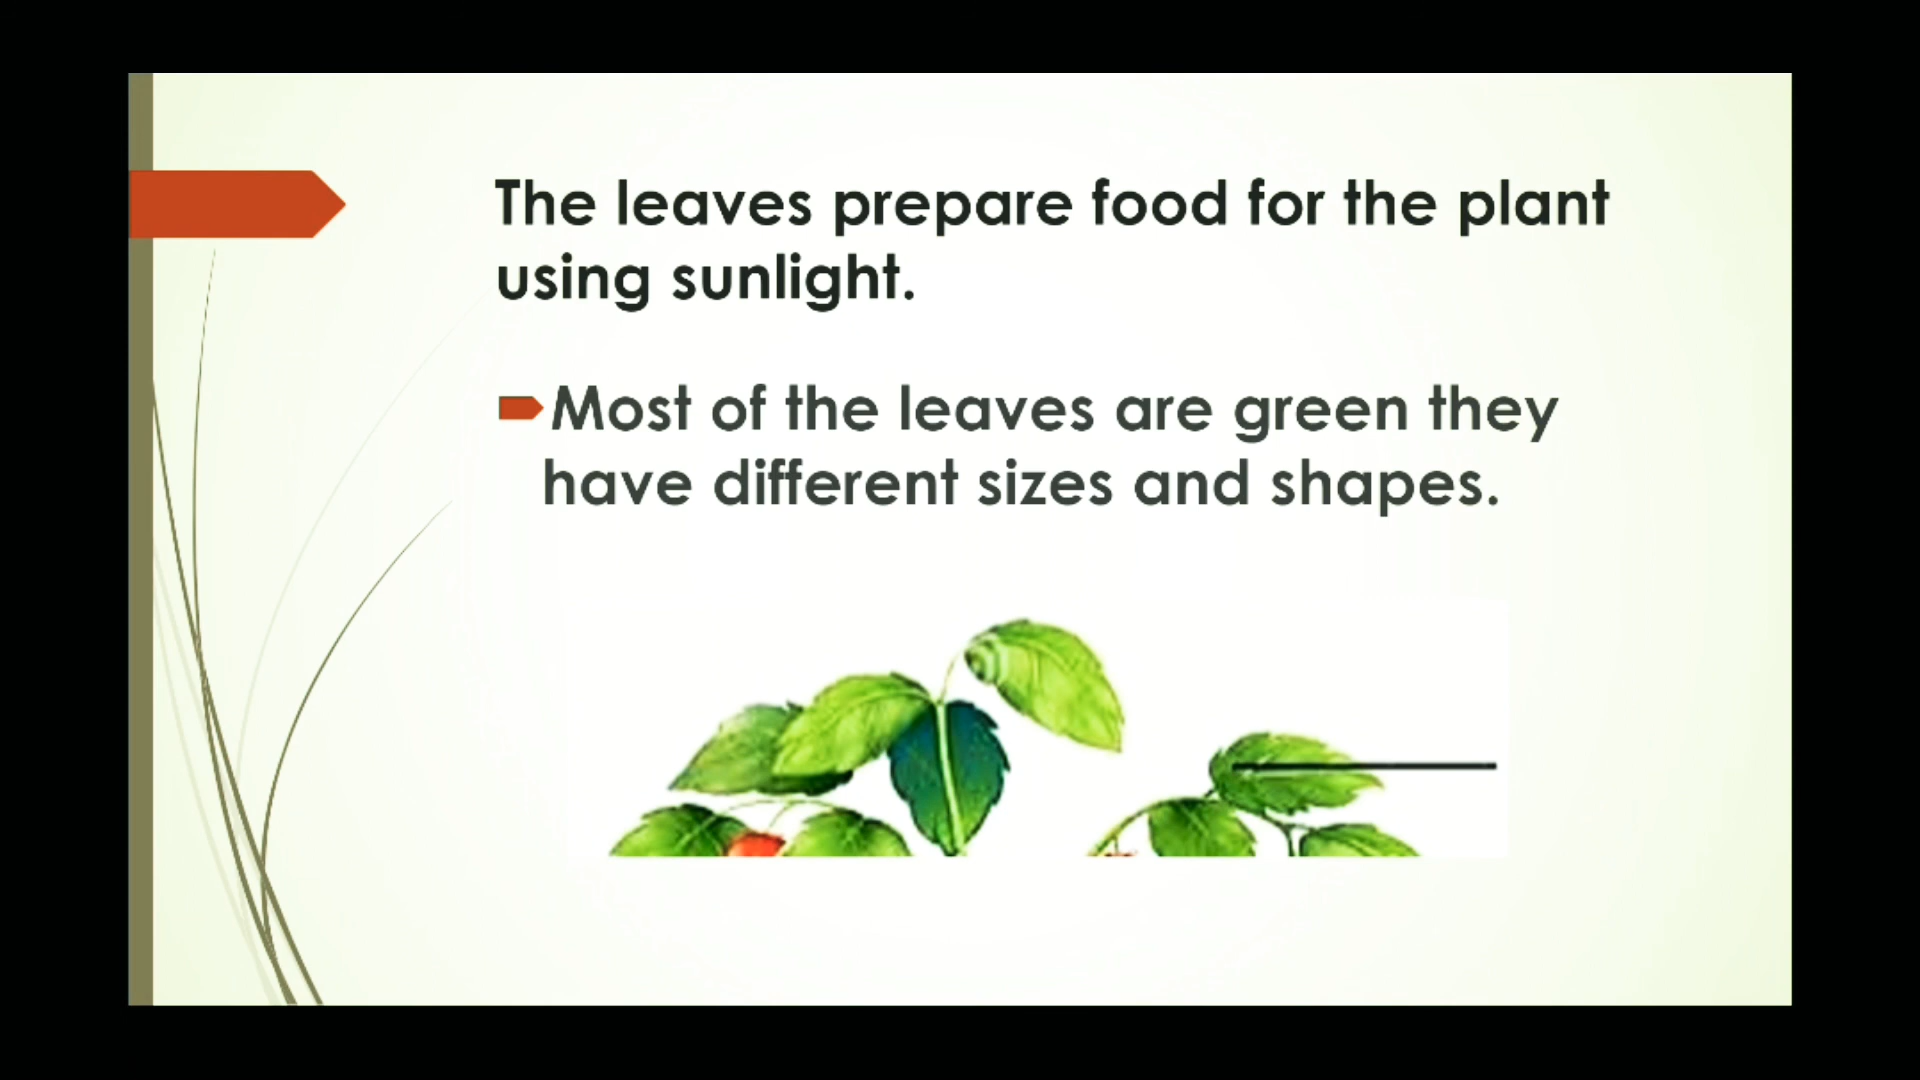 The leaves prepare food for the plant
using sunlight.
Most of the leaves are green they
have different sizes and shapes.